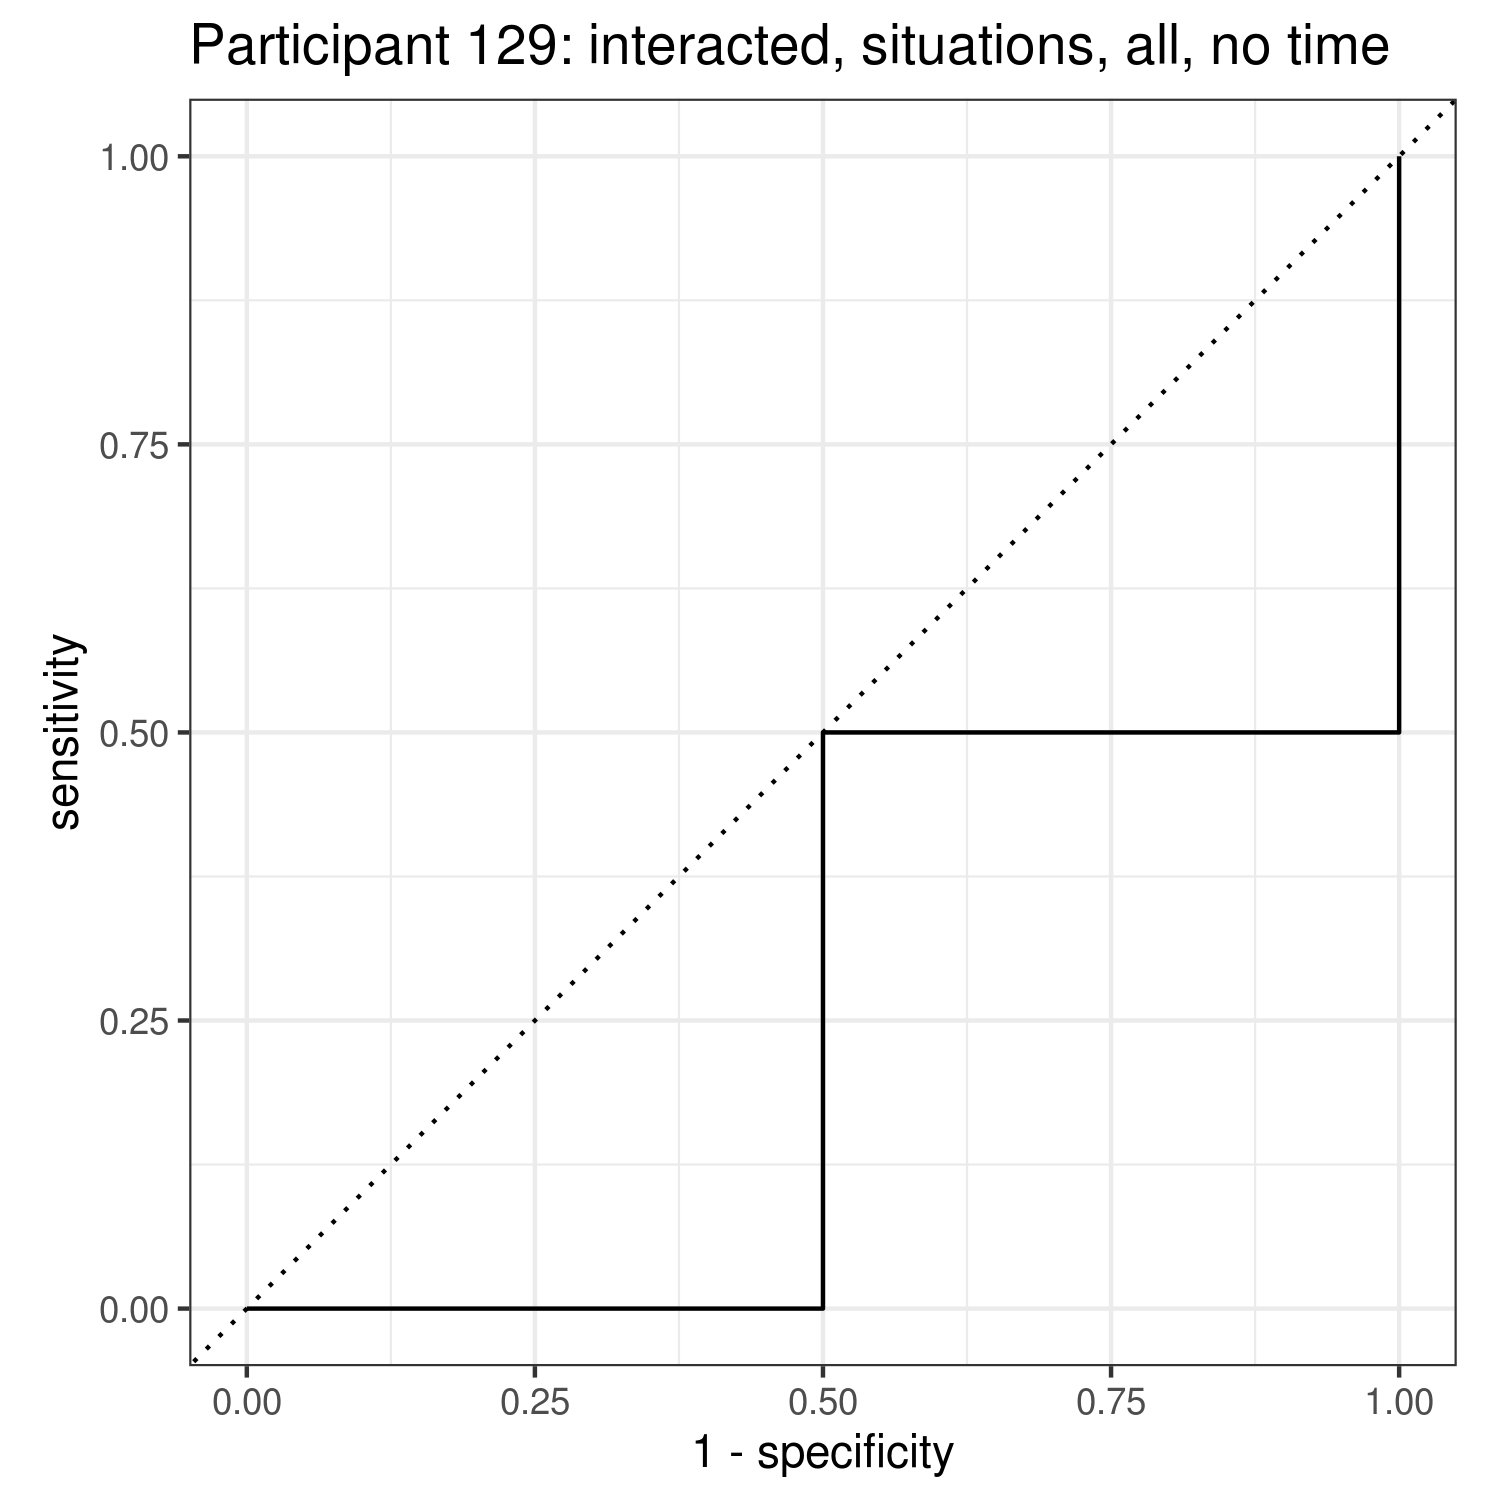 Participant 129: interacted, situations, all, no time
1.00
0.75
0.50
0.25
0.00
sensitivity
0.00 0.25 0.50 0.75 1.00
1 - specificity